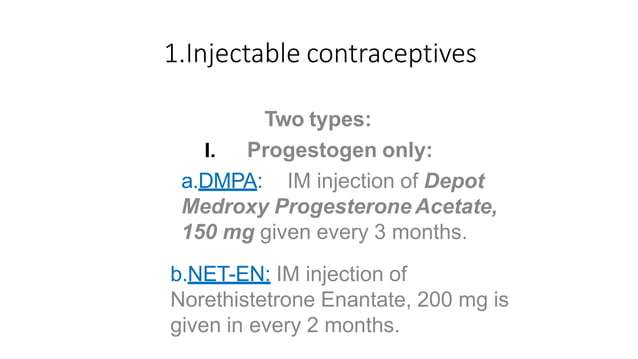 1.Injectable contraceptives
Two types:
I. Progestogen only:
a.DMPA: IM injection of Depot
Medroxy Progesterone Acetate,
150 mg given every 3 months.
b.NET-EN: IM injection of
Norethistetrone Enantate, 200 mg is
given in every 2 months.